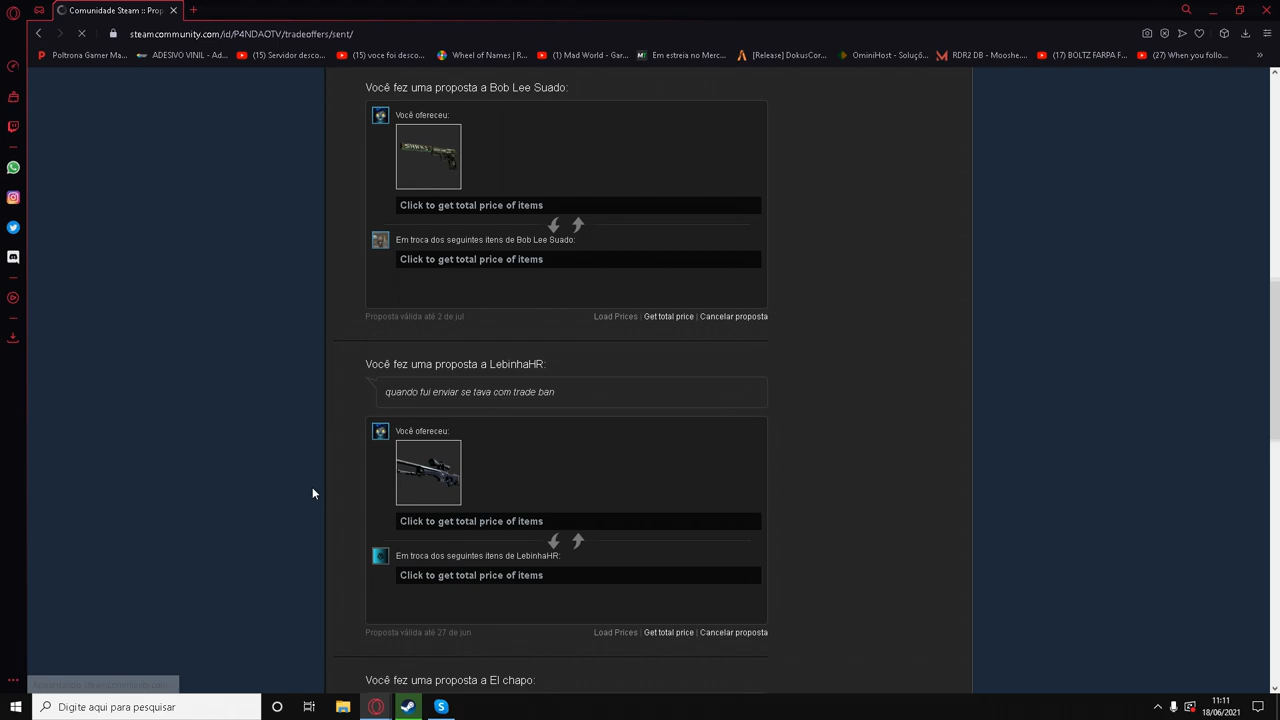 Comunidade Steam :: Prop
steamcommunity.com/id/P4NDAOTV/tradeoffers/sent/
Poltrona Gamer Ma...
ADESIVO VINIL - Ad...
(15) Servidor desco...
(15) voce foi desco...
Wheel of Names | R...
(1) Mad World - Gar...
Em estreia no Merc...
[Release] DokusCor...
OminiHost - Soluçõ...
RDR2 DB - Mooshe...
(17) BOLTZ FARPA F...
(27) When you follo...
Você fez uma proposta a Bob Lee Suado:
Você ofereceu:
Click to get total price of items
Em troca dos seguintes itens de Bob Lee Suado:
Click to get total price of items
Proposta válida até 2 de jul
Load Prices | Get total price | Cancelar proposta
Você fez uma proposta a LebinhaHR:
quando fui enviar se tava com trade ban
Você ofereceu:
Click to get total price of items
Em troca dos seguintes itens de LebinhaHR:
Click to get total price of items
Proposta válida até 27 de jun
Load Prices | Get total price | Cancelar proposta
Você fez uma proposta a El chapo:
Digite aqui para pesquisar
11:11
18/06/2021